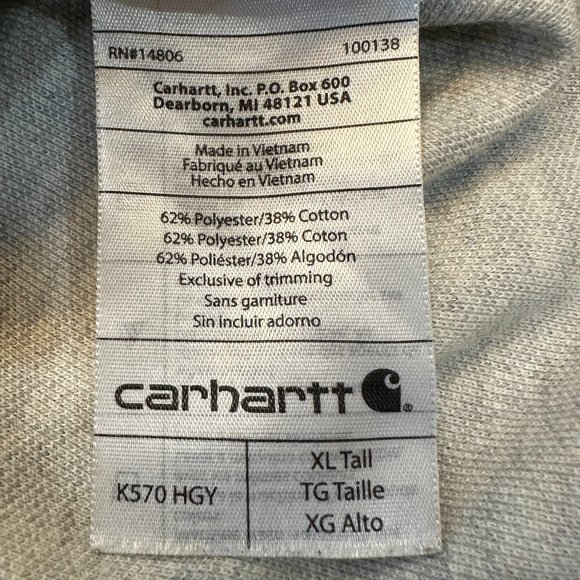 RN#14806 100138
Carhartt, Inc. P.O. Box 600
Dearborn, MI 48121 USA
carhartt.com
Made in Vietnam
Fabriqué au Vietnam
Hecho en Vietnam
62% Polyester/38% Cotton
62% Polyester/38% Coton
62% Poliéster/38% Algodón
Exclusive of trimming
Sans garniture
Sin incluir adorno
carhartt
K570 HGY
XL Tall
TG Taille
XG Alto